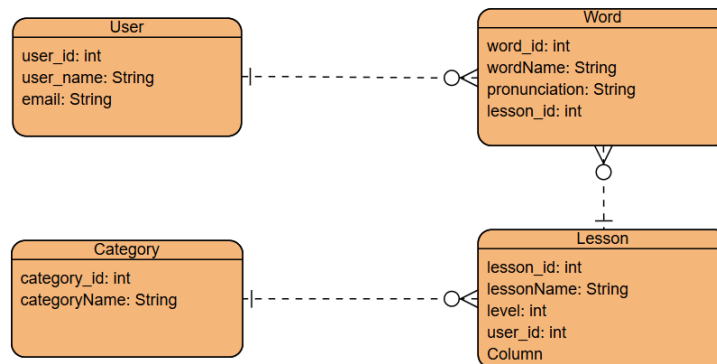 User
user_id: int
user_name: String
email: String
Word
word_id: int
wordName: String
pronunciation: String
lesson_id: int
Category
category_id: int
categoryName: String
Lesson
lesson_id: int
lessonName: String
level: int
user_id: int
Column